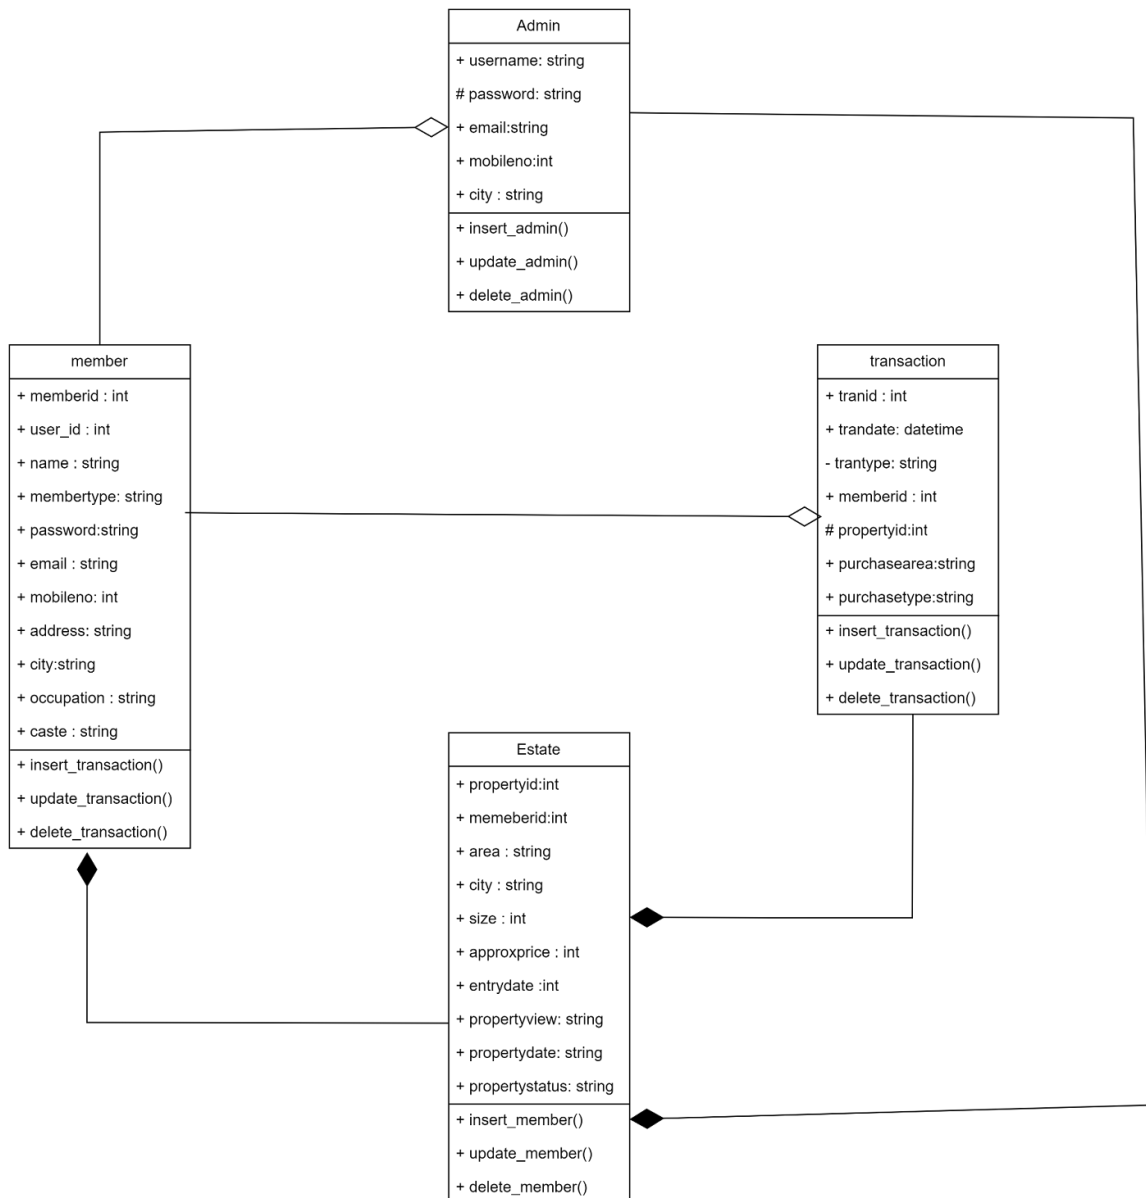 Admin
+ username: string
# password: string
+ email:string
+ mobileno:int
+ city : string
+ insert_admin()
+ update_admin()
+ delete_admin()
member
+ memberid : int
+ user_id : int
+ name : string
+ membertype: string
+ password:string
+ email : string
+ mobileno: int
+ address: string
+ city:string
+ occupation : string
+ caste : string
+ insert_transaction()
+ update_transaction()
+ delete_transaction()
transaction
+ tranid : int
+ trandate: datetime
- trantype: string
+ memberid : int
# propertyid:int
+ purchasearea:string
+ purchasetype:string
+ insert_transaction()
+ update_transaction()
+ delete_transaction()
Estate
+ propertyid:int
+ memeberid:int
+ area : string
+ city : string
+ size : int
+ approxprice : int
+ entrydate :int
+ propertyview: string
+ propertydate: string
+ propertystatus: string
+ insert_member()
+ update_member()
+ delete_member()